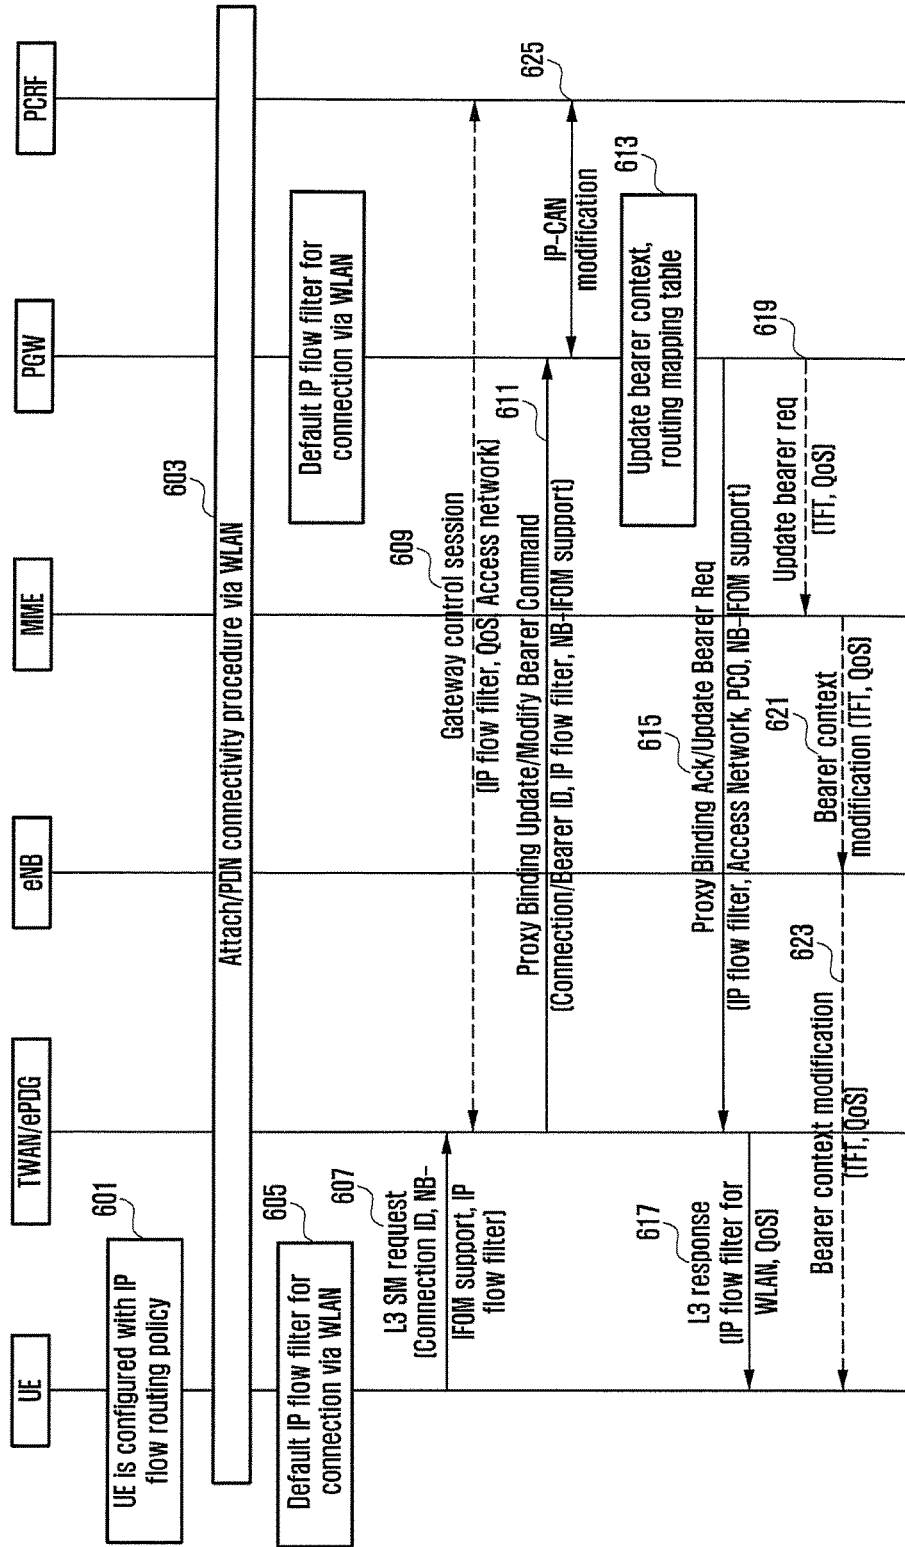 UE
TWAN/ePDG
eNB
MME
PGW
PCRF
UE is configured with IP
flow routing policy
601
Attach/PDN connectivity procedure via WLAN
603
Default IP flow filter for
connection via WLAN
605
Default IP flow filter for
connection via WLAN
L3 SM request
(Connection ID, NB-
IFOM support, IP
flow filter)
607
Gateway control session
(IP flow filter, QoS, Access network)
609
Proxy Binding Update/Modify Bearer Command
(Connection/Bearer ID, IP flow filter, NB-IFOM support)
611
IP-CAN
modification
625
Update bearer context,
routing mapping table
613
Proxy Binding Ack/Update Bearer Req
(IP flow filter, Access Network, PCO, NB-IFOM support)
615
L3 response
(IP flow filter for
WLAN, QoS)
617
Update bearer req
(TFT, QoS)
619
Bearer context
modification (TFT, QoS)
621
Bearer context modification
(TFT, QoS)
623